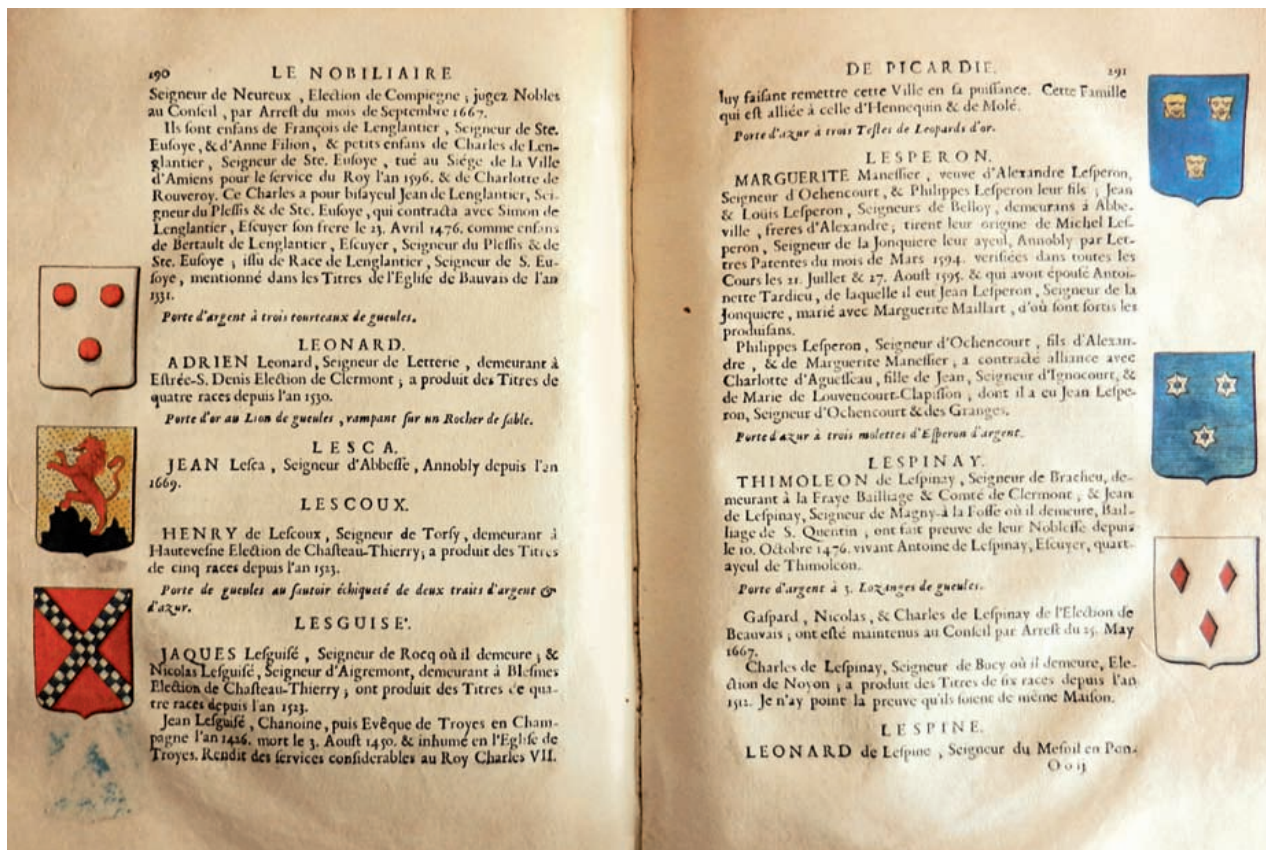 190 LE NOBILIAIRE
Seigneur de Neureux , Election de Compiegne ; jugez Nobles
au Conseil , par Arrest du mois de Septembre 1667.
Ils sont enfans de François de Lenglantier , Seigneur de Ste.
Eusoye , & d'Anne Filion , & petits enfans de Charles de Len-
glantier , Seigneur de Ste. Eusoye , tué au Siége de la Ville
d'Amiens pour le service du Roy l'an 1596. & de Charlotte de
Rouveroy. Ce Charles a pour bisayeul Jean de Lenglantier, Sei-
gneur du Plessis & de Ste. Eusoye , qui contracta avec Simon de
Lenglantier , Escuyer son frere le 23. Avril 1476. comme enfans
de Bertault de Lenglantier , Escuyer , Seigneur du Plessis & de
Ste. Eusoye ; issu de Race de Lenglantier , Seigneur de S. Eu-
soye , mentionné dans les Titres de l'Eglise de Bauvais de l'an
1331.
Porte d'argent à trois tourteaux de gueules.
LEONARD.
ADRIEN Leonard, Seigneur de Letterie , demeurant à
Estrée-S. Denis Election de Clermont ; a produit des Titres de
quatre races depuis l'an 1530.
Porte d'or au Lion de gueules , rampant sur un Rocher de sable.
LESCA.
JEAN Lesca , Seigneur d'Abbesse , Annobly depuis l'an
1669.
LESCOUX.
HENRY de Lescoux , Seigneur de Torsy , demeurant à
Hautevesne Election de Chasteau-Thierry ; a produit des Titres
de cinq races depuis l'an 1523.
Porte de gueules au sautoir échiqueté de deux traits d'argent &
d'azur.
LESGUISE'.
JAQUES Lesguisé , Seigneur de Rocq où il demeure ; &
Nicolas Lesguisé , Seigneur d'Aigremont, demeurant à Blesmes
Election de Chasteau-Thierry ; ont produit des Titres de qua-
tre races depuis l'an 1523.
Jean Lesguisé , Chanoine, puis Evêque de Troyes en Cham-
pagne l'an 1426. mort le 3. Aoust 1450. & inhumé en l'Eglise de
Troyes. Rendit des services considerables au Roy Charles VII.
DE PICARDIE. 291
luy faisant remettre cette Ville en sa puissance. Cette Famille
qui est alliée à celle d'Hennequin & de Molé.
Porte d'azur à trois Testes de Leopards d'or.
LESPERON.
MARGUERITE Manessier , veuve d'Alexandre Lesperon,
Seigneur d'Ochencourt , & Philippes Lesperon leur fils ; Jean
& Louis Lesperon , Seigneurs de Belloy , demeurans à Abbe-
ville , freres d'Alexandre ; tirent leur origine de Michel Les-
peron , Seigneur de la Jonquiere leur ayeul, Annobly par Let-
tres Patentes du mois de Mars 1594. verifiées dans toutes les
Cours les 21. Juillet & 27. Aoust 1595. & qui avoit épousé Antoi-
nette Tardieu , de laquelle il eut Jean Lesperon , Seigneur de la
Jonquiere , marié avec Marguerite Maillart , d'où sont sortis les
produisans.
Philippes Lesperon , Seigneur d'Ochencourt , fils d'Alexan-
dre , & de Marguerite Manessier ; a contracté alliance avec
Charlotte d'Aguesseau , fille de Jean , Seigneur d'Ignocourt, &
de Marie de Louvencourt-Clapisson ; dont il a eu Jean Lespe-
ron, Seigneur d'Ochencourt & des Granges.
Porte d'azur à trois molettes d'Esperon d'argent.
LESPINAY.
THIMOLEON de Lespinay , Seigneur de Bracheu, de-
meurant à la Fraye Bailliage & Comté de Clermont ; & Jean
de Lespinay, Seigneur de Magny-à la Fosse où il demeure, Bail-
liage de S. Quentin ; ont fait preuve de leur Noblesse depuis
le 10. Octobre 1476. vivant Antoine de Lespinay, Escuyer, quart-
ayeul de Thimoleon.
Porte d'argent à 3. Lozanges de gueules.
Gaspard , Nicolas , & Charles de Lespinay de l'Election de
Beauvais ; ont esté maintenus au Conseil par Arrest du 25. May
1667.
Charles de Lespinay, Seigneur de Bucy où il demeure, Ele-
ction de Noyon ; a produit des Titres de six races depuis l'an
1512. Je n'ay point la preuve qu'ils soient de même Maison.
LESPINE.
LEONARD de Lespine , Seigneur du Mesnil en Pon-
O o ij